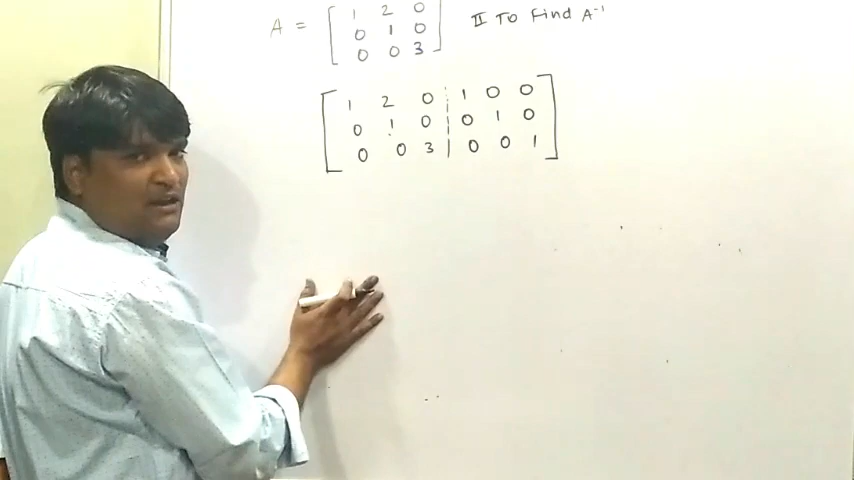 1 2 0
A = 0 1 0 II To Find A⁻¹
0 0 3
1 2 0 | 1 0 0
0 1 0 | 0 1 0
0 0 3 | 0 0 1